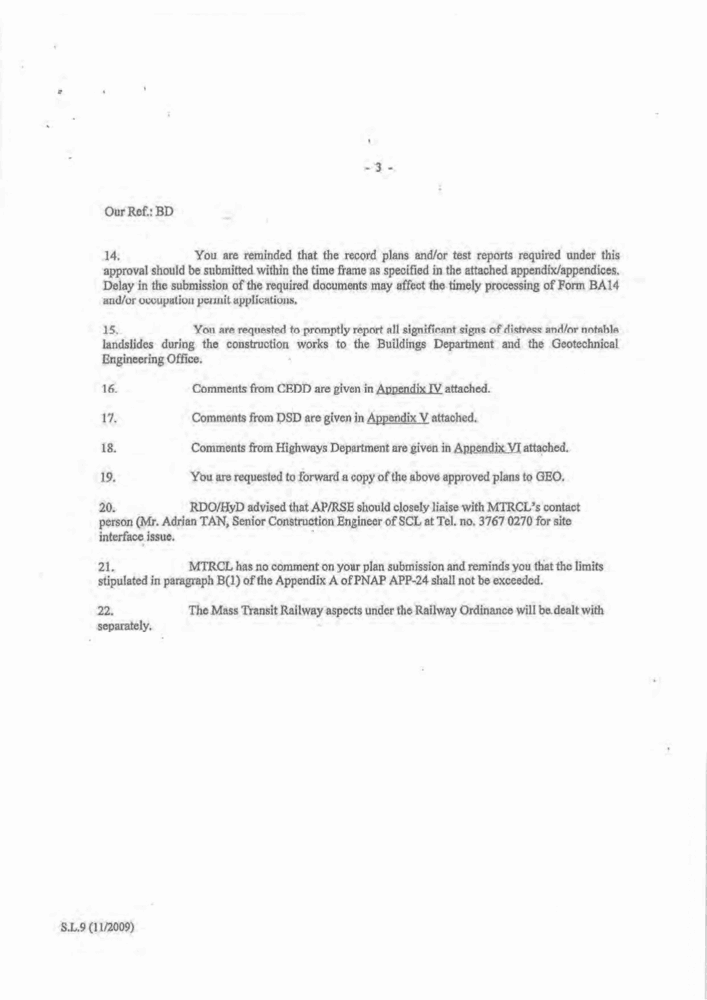 - 3 -
Our Ref.: BD
14. You are reminded that the record plans and/or test reports required under this
approval should be submitted within the time frame as specified in the attached appendix/appendices.
Delay in the submission of the required documents may affect the timely processing of Form BA14
and/or occupation permit applications.
15. You are requested to promptly report all significant signs of distress and/or notable
landslides during the construction works to the Buildings Department and the Geotechnical
Engineering Office.
16. Comments from CEDD are given in Appendix IV attached.
17. Comments from DSD are given in Appendix V attached.
18. Comments from Highways Department are given in Appendix VI attached.
19. You are requested to forward a copy of the above approved plans to GEO.
20. RDO/HyD advised that AP/RSE should closely liaise with MTRCL's contact
person (Mr. Adrian TAN, Senior Construction Engineer of SCL at Tel. no. 3767 0270 for site
interface issue.
21. MTRCL has no comment on your plan submission and reminds you that the limits
stipulated in paragraph B(1) of the Appendix A of PNAP APP-24 shall not be exceeded.
22. The Mass Transit Railway aspects under the Railway Ordinance will be dealt with
separately.
S.L.9 (11/2009)